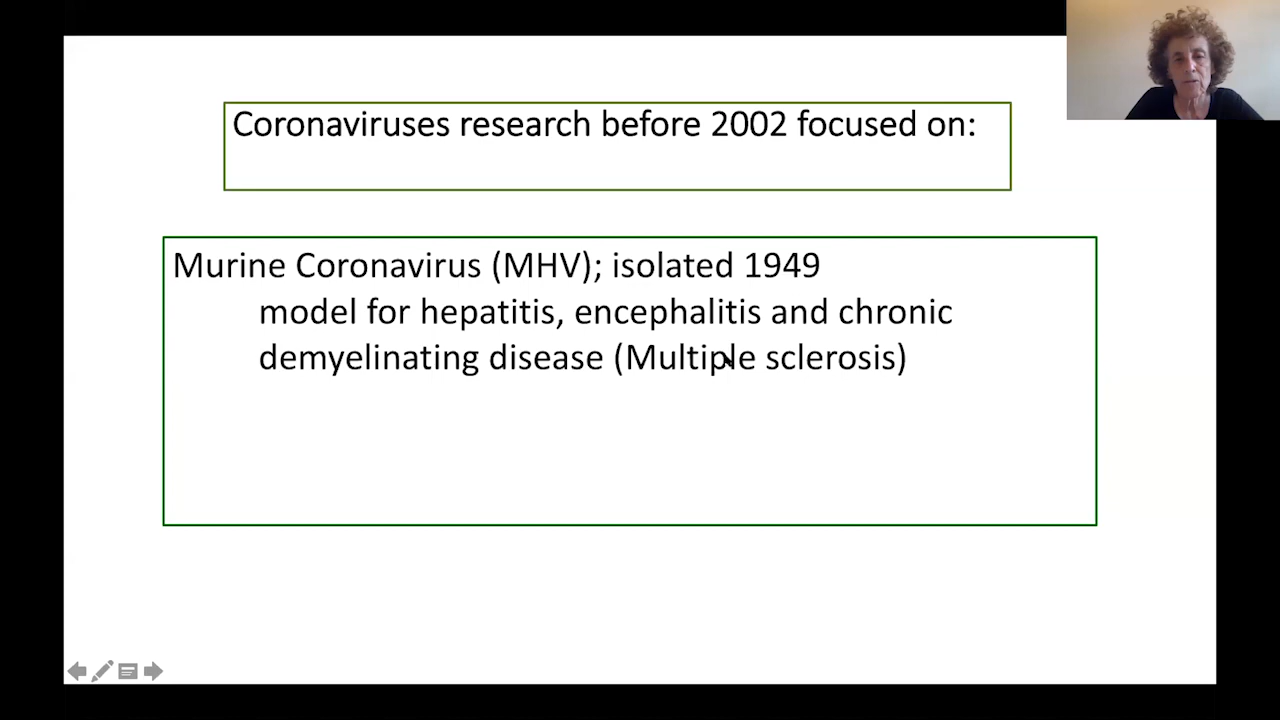 Coronaviruses research before 2002 focused on:
Murine Coronavirus (MHV); isolated 1949
model for hepatitis, encephalitis and chronic
demyelinating disease (Multiple sclerosis)